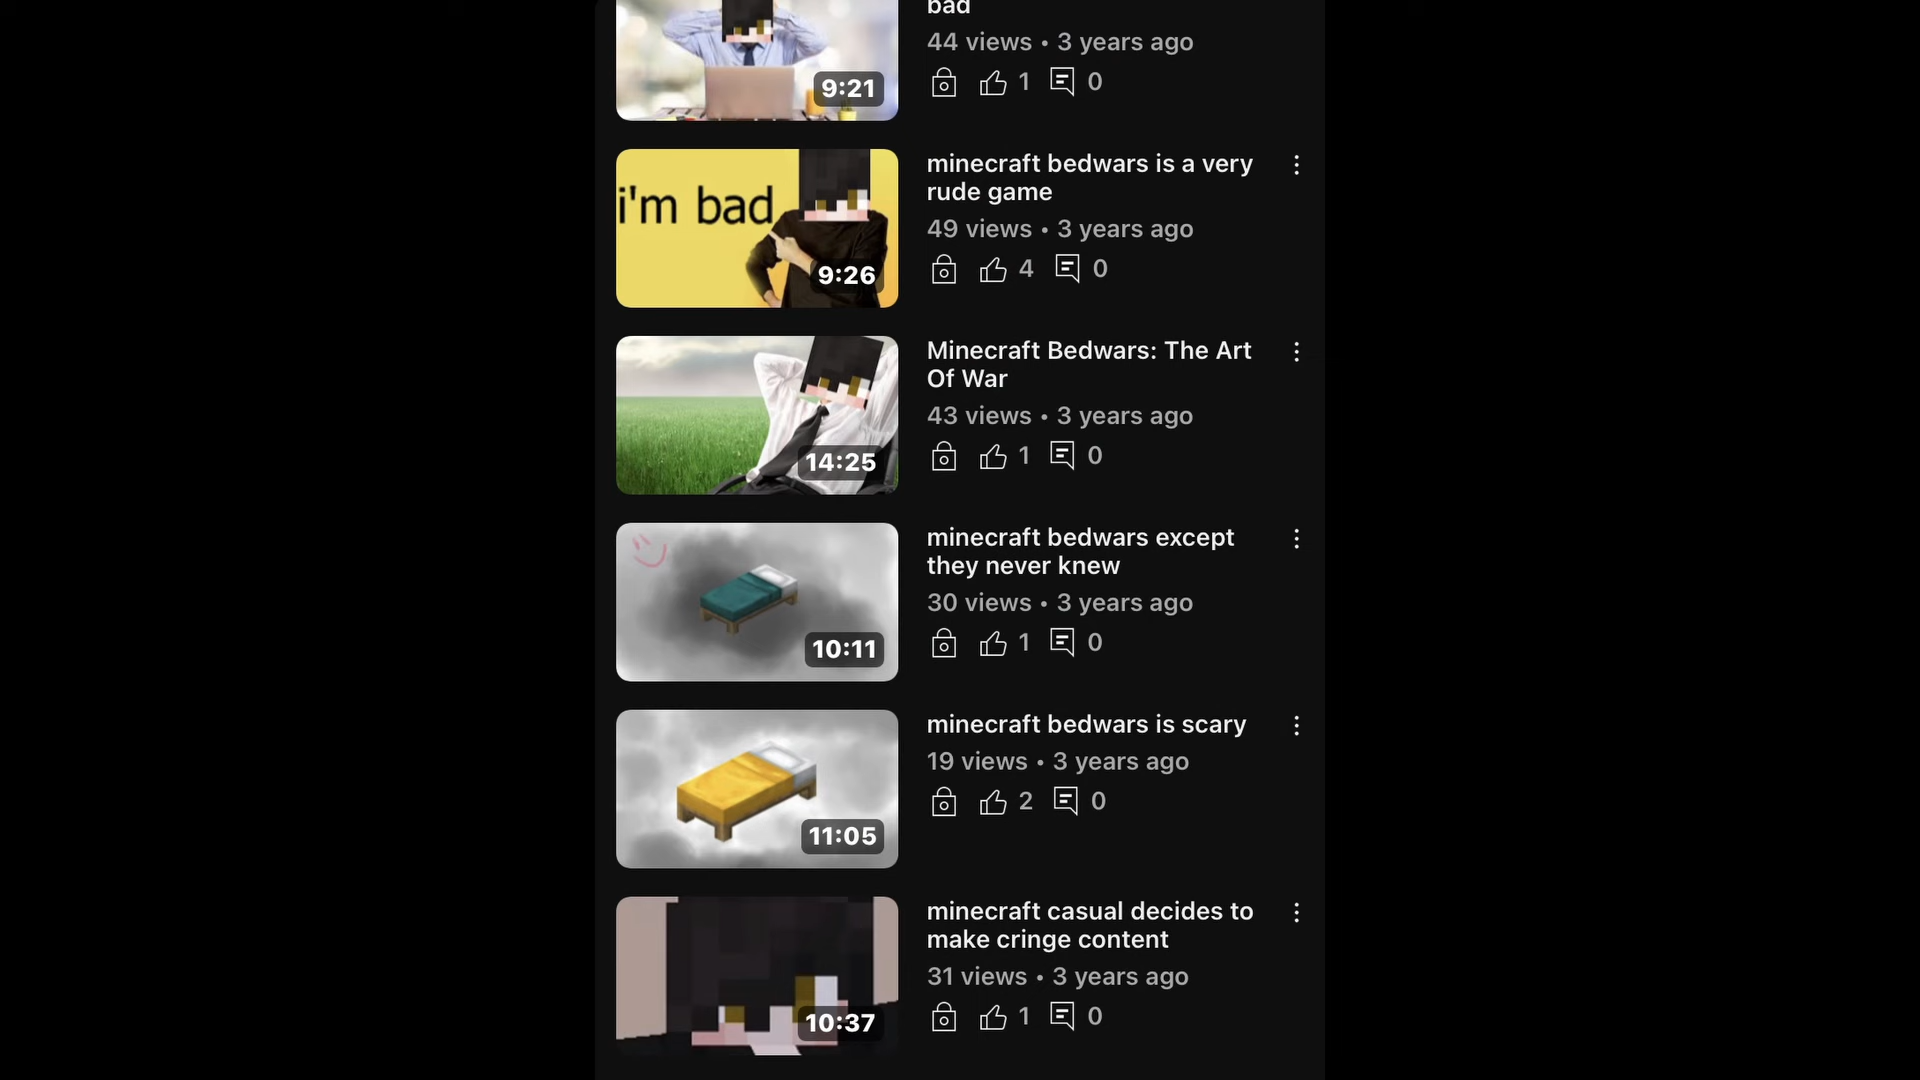 bad
44 views • 3 years ago
1 0
9:21
minecraft bedwars is a very
rude game
49 views • 3 years ago
4 0
i'm bad
9:26
Minecraft Bedwars: The Art
Of War
43 views • 3 years ago
1 0
14:25
minecraft bedwars except
they never knew
30 views • 3 years ago
1 0
10:11
minecraft bedwars is scary
19 views • 3 years ago
2 0
11:05
minecraft casual decides to
make cringe content
31 views • 3 years ago
1 0
10:37